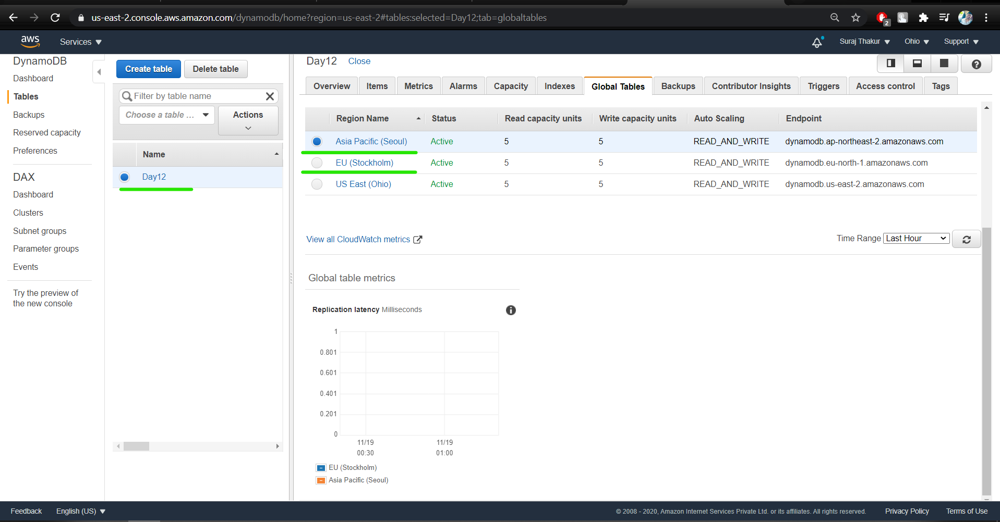 us-east-2.console.aws.amazon.com/dynamodb/home?region=us-east-2#tables:selected=Day12;tab=globaltables
2
aws Services Suraj Thakur Ohio Support
DynamoDB
Dashboard
Tables
Backups
Reserved capacity
Preferences
DAX
Dashboard
Clusters
Subnet groups
Parameter groups
Events
Try the preview of
the new console
Create table Delete table
Filter by table name
Choose a table ... Actions
Name
Day12
Day12 Close
Overview Items Metrics Alarms Capacity Indexes Global Tables Backups Contributor Insights Triggers Access control Tags
Region Name Status Read capacity units Write capacity units Auto Scaling Endpoint
Asia Pacific (Seoul) Active 5 5 READ_AND_WRITE dynamodb.ap-northeast-2.amazonaws.com
EU (Stockholm) Active 5 5 READ_AND_WRITE dynamodb.eu-north-1.amazonaws.com
US East (Ohio) Active 5 5 READ_AND_WRITE dynamodb.us-east-2.amazonaws.com
View all CloudWatch metrics Time Range Last Hour
Global table metrics
Replication latency Milliseconds
1
0.801
0.601
0.401
0.201
0
11/19 11/19
00:30 01:00
EU (Stockholm)
Asia Pacific (Seoul)
Feedback English (US) © 2008 - 2020, Amazon Internet Services Private Ltd. or its affiliates. All rights reserved. Privacy Policy Terms of Use